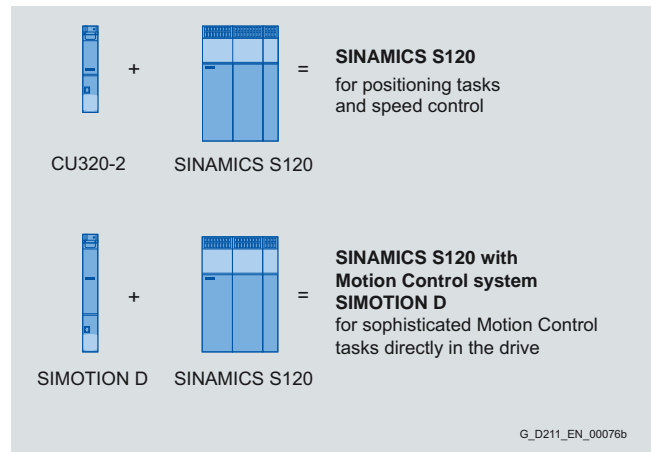 +
=
SINAMICS S120
for positioning tasks
and speed control
CU320-2
SINAMICS S120
+
=
SINAMICS S120 with
Motion Control system
SIMOTION D
for sophisticated Motion Control
tasks directly in the drive
SIMOTION D
SINAMICS S120
G_D211_EN_00076b